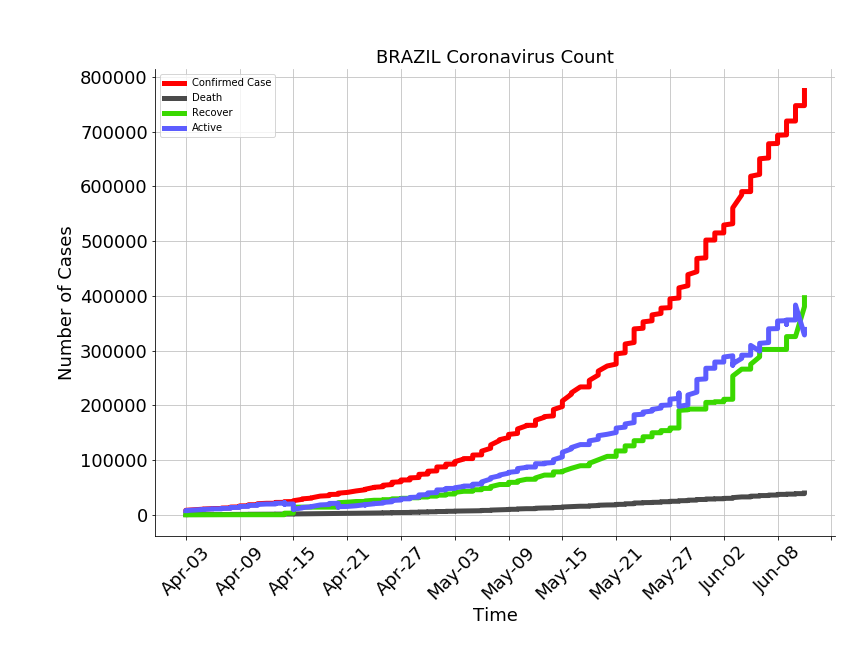 BRAZIL Coronavirus Count
Confirmed Case
Death
Recover
Active
Number of Cases
800000
700000
600000
500000
400000
300000
200000
100000
0
Apr-03
Apr-09
Apr-15
Apr-21
Apr-27
May-03
May-09
May-15
May-21
May-27
Jun-02
Jun-08
Time